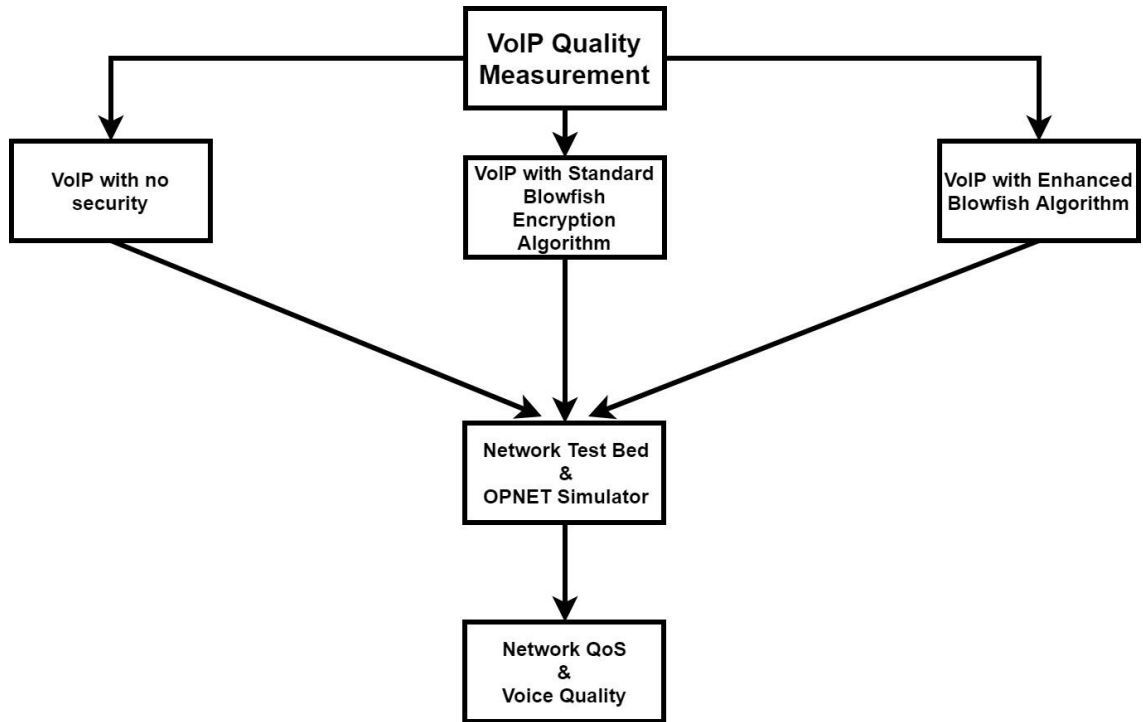 VoIP Quality
Measurement
VoIP with no
security
VoIP with Standard
Blowfish
Encryption
Algorithm
VoIP with Enhanced
Blowfish Algorithm
Network Test Bed
&
OPNET Simulator
Network QoS
&
Voice Quality